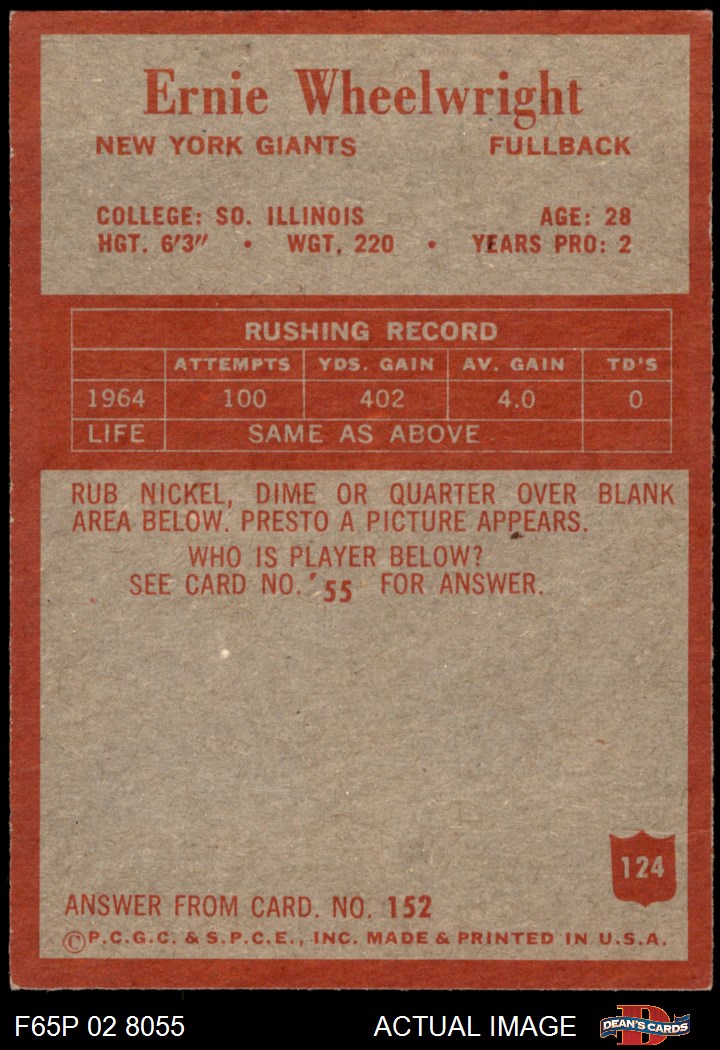 Ernie Wheelwright
NEW YORK GIANTS FULLBACK
COLLEGE: SO. ILLINOIS AGE: 28
HGT. 6'3" • WGT. 220 • YEARS PRO: 2
RUSHING RECORD
ATTEMPTS YDS. GAIN AV. GAIN TD'S
1964 100 402 4.0 0
LIFE SAME AS ABOVE
RUB NICKEL, DIME OR QUARTER OVER BLANK
AREA BELOW. PRESTO A PICTURE APPEARS.
WHO IS PLAYER BELOW?
SEE CARD NO. 55 FOR ANSWER.
124
ANSWER FROM CARD. NO. 152
©P.C.G.C. & S.P.C.E., INC. MADE & PRINTED IN U.S.A.
F65P 02 8055 ACTUAL IMAGE D DEAN'S CARDS